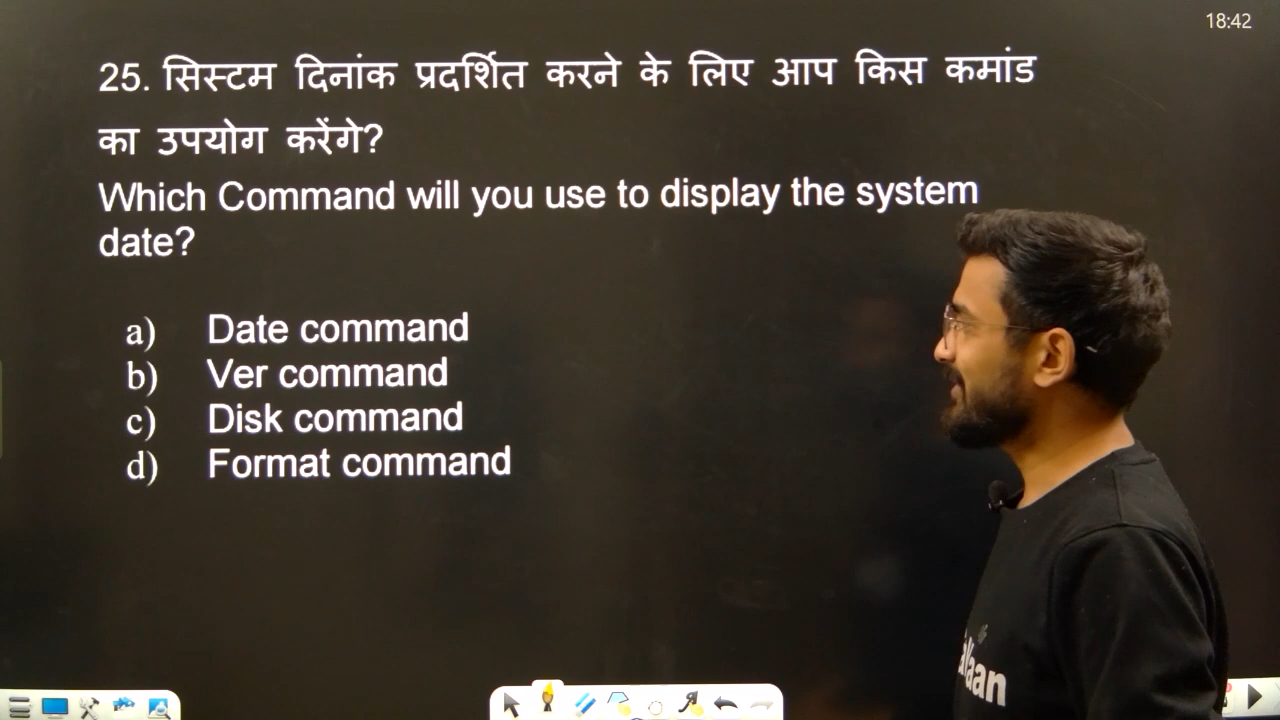 18:42
25. सिस्टम दिनांक प्रदर्शित करने के लिए आप किस कमांड
का उपयोग करेंगे?
Which Command will you use to display the system
date?
a) Date command
b) Ver command
c) Disk command
d) Format command